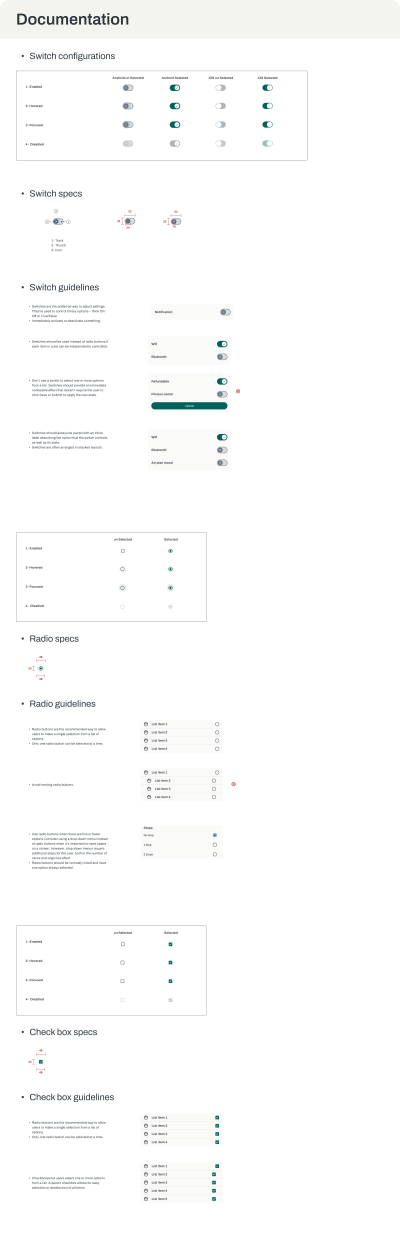 Documentation
• Switch configurations
Android un Selected Android Selected iOS un Selected iOS Selected
1- Enabled
2- Hovered
3- Focused
4- Disabled
• Switch specs
1- Track
2- Thumb
3- Icon
• Switch guidelines
• Switches are the preferred way to adjust settings. They're used to control binary options – think On/
Off or True/False.
• Immediately activate or deactivate something.
Notification
• Switches should be used instead of radio buttons if
each item in a set can be independently controlled.
Wifi
Bluetooth
• Don't use a switch to select one or more options
from a list. Switches should provide an immediate
noticeable effect that doesn't require the user to
click Save or Submit to apply the new state.
Refundable
Fitness center
• Switches should always be paired with an inline
label describing the option that the switch controls,
as well as its state.
• Switches are often arranged in stacked layouts.
Wifi
Bluetooth
Airplan mood
un Selected Selected
1- Enabled
2- Hovered
3- Focused
4- Disabled
• Radio specs
• Radio guidelines
• Radio buttons are the recommended way to allow
users to make a single selection from a list of
options.
• Only one radio button can be selected at a time.
List item 1
List item 2
List item 3
List item 4
• Avoid nesting radio buttons
List item 1
List item 2
List item 3
List item 4
• Use radio buttons when there are five or fewer
options. Consider using a drop-down menu instead
of radio buttons when it's important to save space
on a screen. However, drop-down menus require
additional steps for the user, both in the number of
clicks and cognitive effort.
• Radio buttons should be vertically listed and have
one option always selected
Stops
Non stop
1 stop
2 stops
un Selected Selected
1- Enabled
2- Hovered
3- Focused
4- Disabled
• Check box specs
• Check box guidelines
• Radio buttons are the recommended way to allow
users to make a single selection from a list of
options.
• Only one radio button can be selected at a time.
List item 1
List item 2
List item 3
List item 4
• Checkboxes let users select one or more options
from a list. A parent checkbox allows for easy
selection or deselection of all items.
List item 1
List item 2
List item 3
List item 4
List item 5